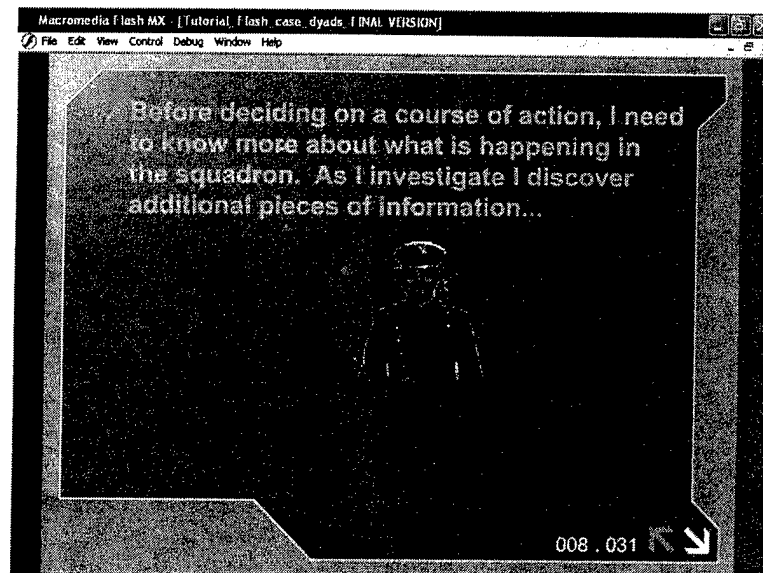 Macromedia Flash MX - [Tutorial_Flash_case_dyads_FINAL VERSION]
File Edit View Control Debug Window Help
Before deciding on a course of action, I need
to know more about what is happening in
the squadron. As I investigate I discover
additional pieces of information...
008 . 031